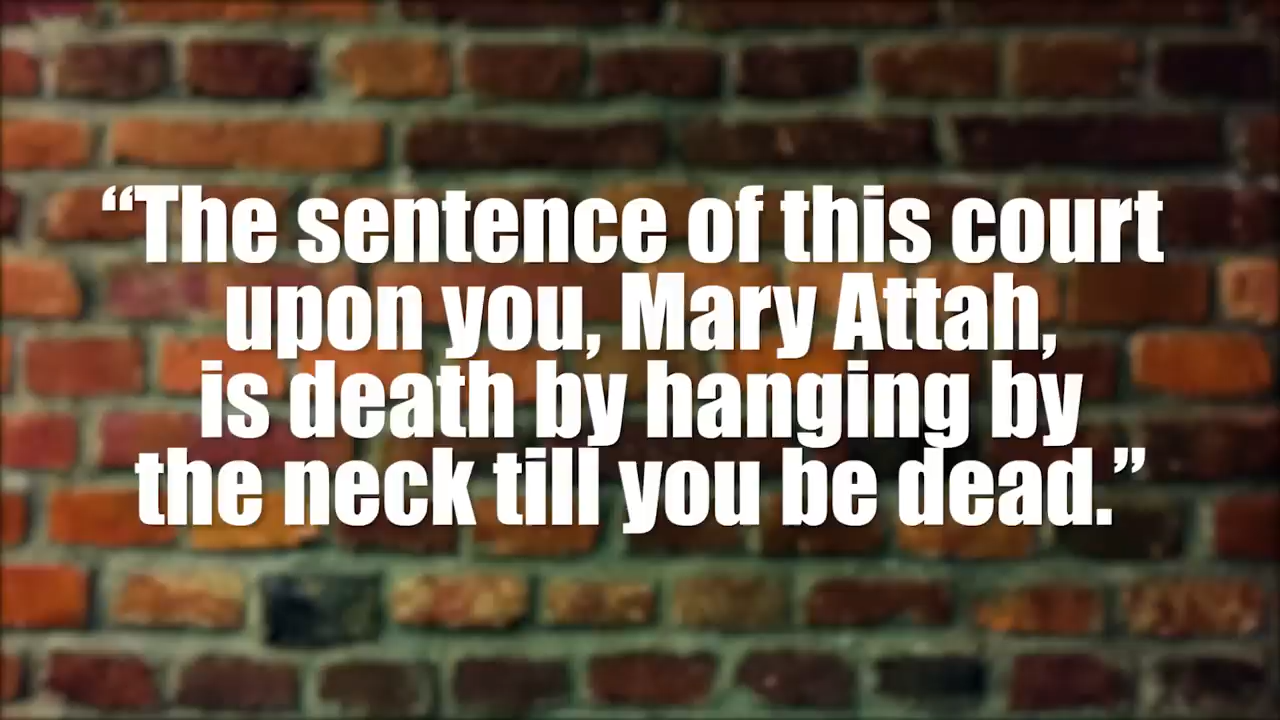 “The sentence of this court
upon you, Mary Attah,
is death by hanging by
the neck till you be dead.”